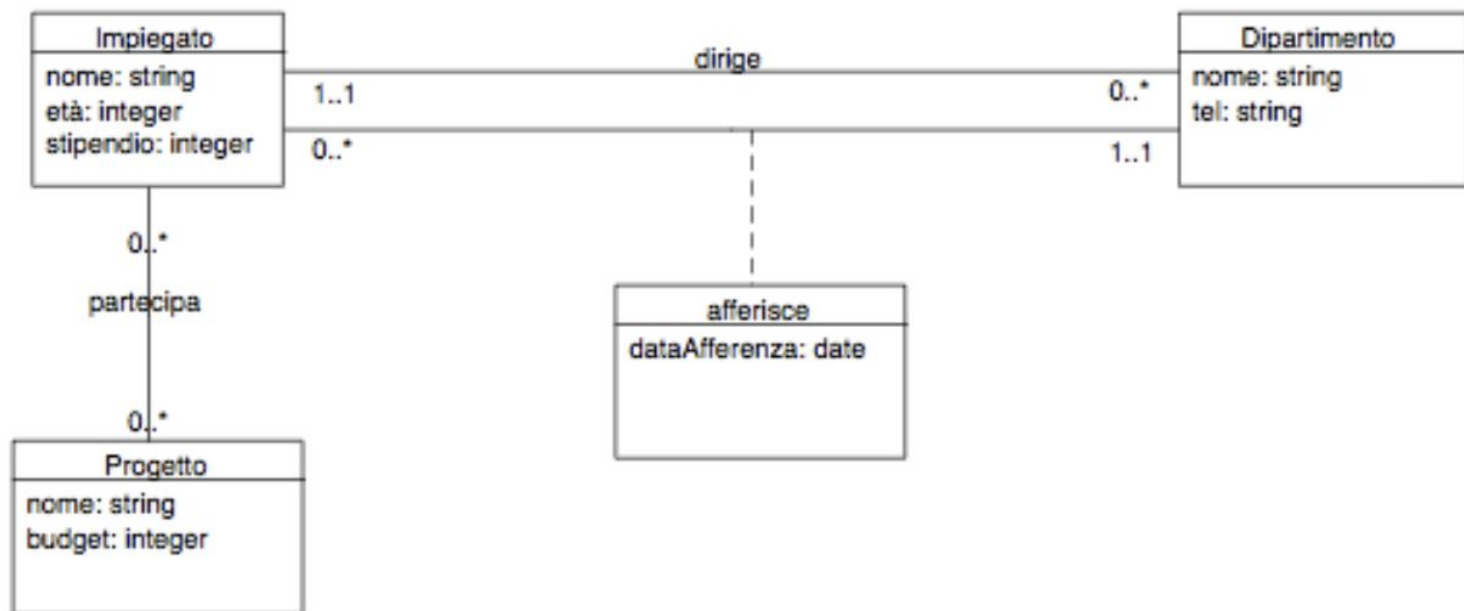 Impiegato
nome: string
età: integer
stipendio: integer
dirige
1..1
0..*
0..*
1..1
Dipartimento
nome: string
tel: string
0..*
partecipa
0..*
afferisce
dataAfferenza: date
Progetto
nome: string
budget: integer